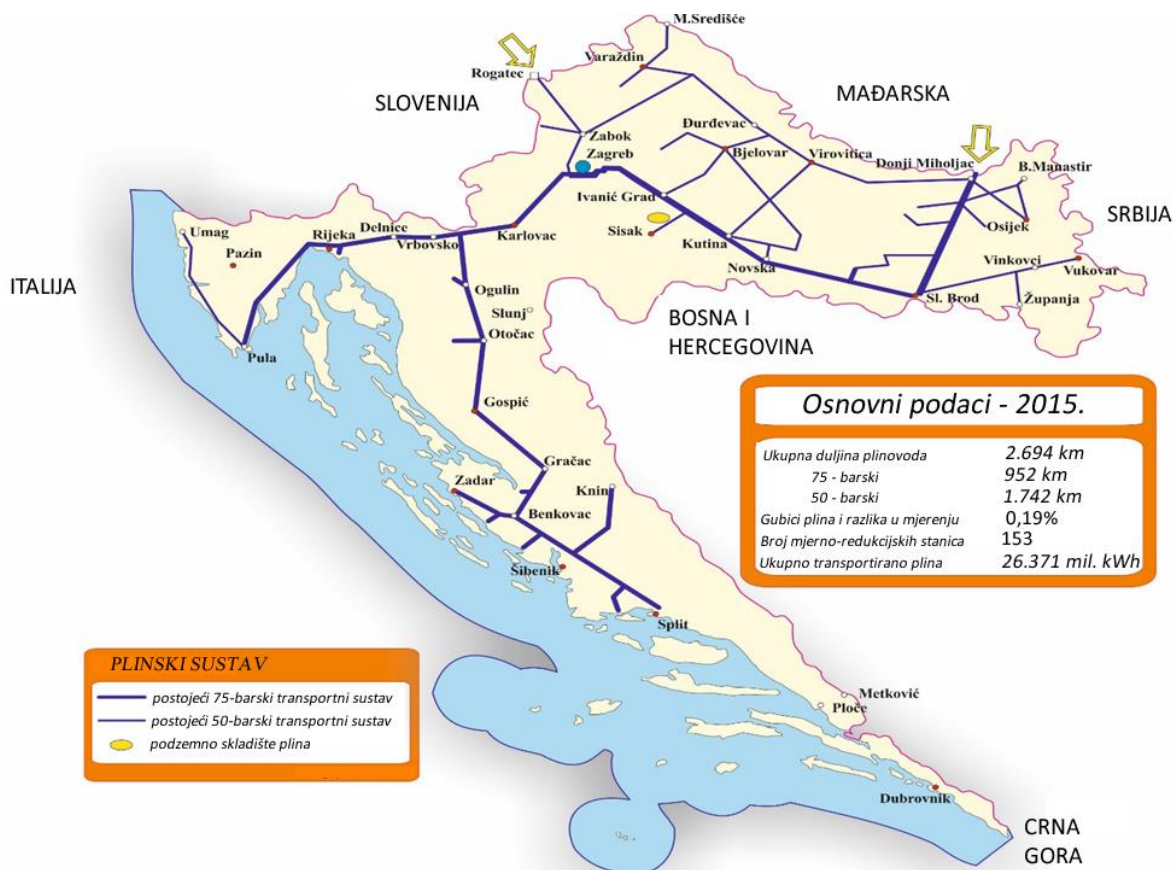 M.Središče
Varaždin
Rogatec
SLOVENIJA
MAĐARSKA
Đurđevac
Zabok
Zagreb
Bjelovar
Virovitica
Donji Miholjac
B.Manastir
Ivanić Grad
SRBIJA
Umag
Delnice
Rijeka
Vrbovsko
Karlovac
Sisak
Kutina
Osijek
Pazin
Novska
Vinkovci
Vukovar
ITALIJA
Ogulin
Slunj
Sl. Brod
Županja
BOSNA I
HERCEGOVINA
Otočac
Pula
Gospić
Osnovni podaci - 2015.
Ukupna duljina plinovoda 2.694 km
75 - barski 952 km
50 - barski 1.742 km
Gubici plina i razlika u mjerenju 0,19%
Broj mjerno-redukcijskih stanica 153
Ukupno transportirano plina 26.371 mil. kWh
Gračac
Zadar
Knin
Benkovac
Šibenik
Split
PLINSKI SUSTAV
postojeći 75-barski transportni sustav
postojeći 50-barski transportni sustav
podzemno skladište plina
Metković
Ploče
Dubrovnik
CRNA
GORA